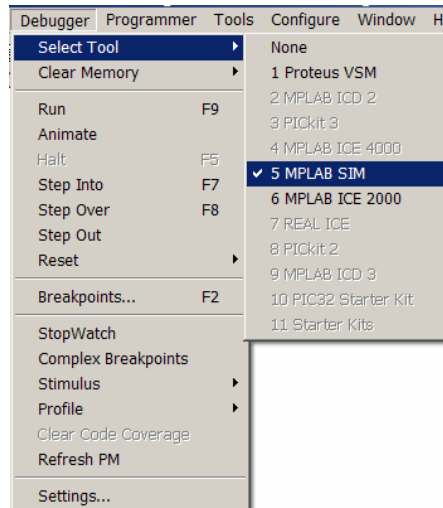 Debugger Programmer Tools Configure Window H
Select Tool
Clear Memory
Run F9
Animate
Halt F5
Step Into F7
Step Over F8
Step Out
Reset
Breakpoints... F2
StopWatch
Complex Breakpoints
Stimulus
Profile
Clear Code Coverage
Refresh PM
Settings...
None
1 Proteus VSM
2 MPLAB ICD 2
3 PICkit 3
4 MPLAB ICE 4000
5 MPLAB SIM
6 MPLAB ICE 2000
7 REAL ICE
8 PICkit 2
9 MPLAB ICD 3
10 PIC32 Starter Kit
11 Starter Kits